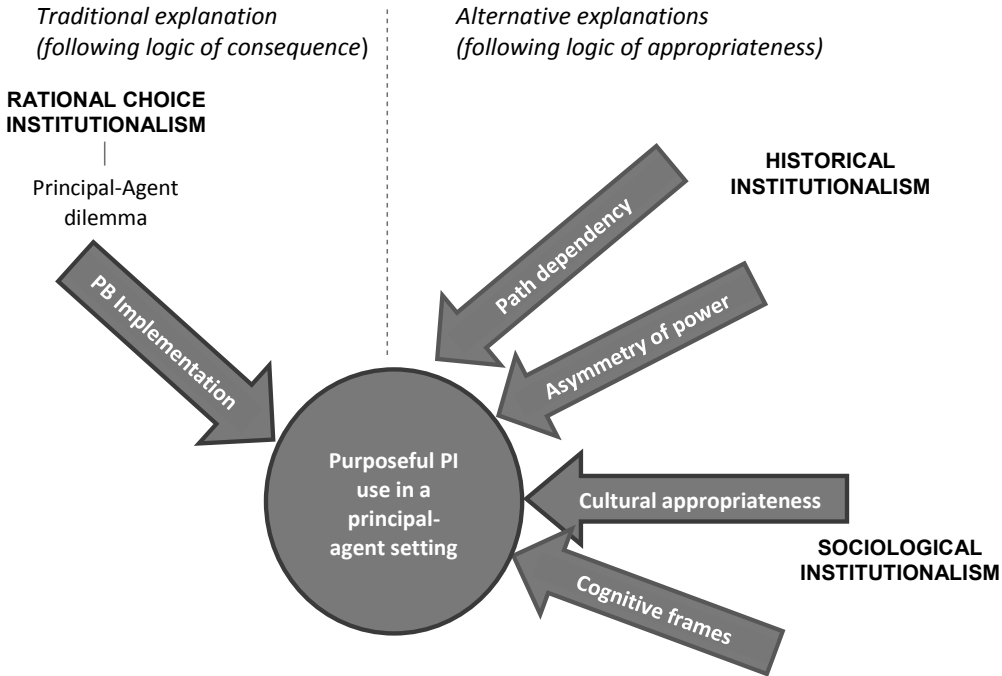 Traditional explanation
(following logic of consequence)
Alternative explanations
(following logic of appropriateness)
RATIONAL CHOICE
INSTITUTIONALISM
Principal-Agent
dilemma
PB Implementation
HISTORICAL
INSTITUTIONALISM
Path dependency
Asymmetry of power
Purposeful PI
use in a
principal-
agent setting
Cultural appropriateness
SOCIOLOGICAL
INSTITUTIONALISM
Cognitive frames